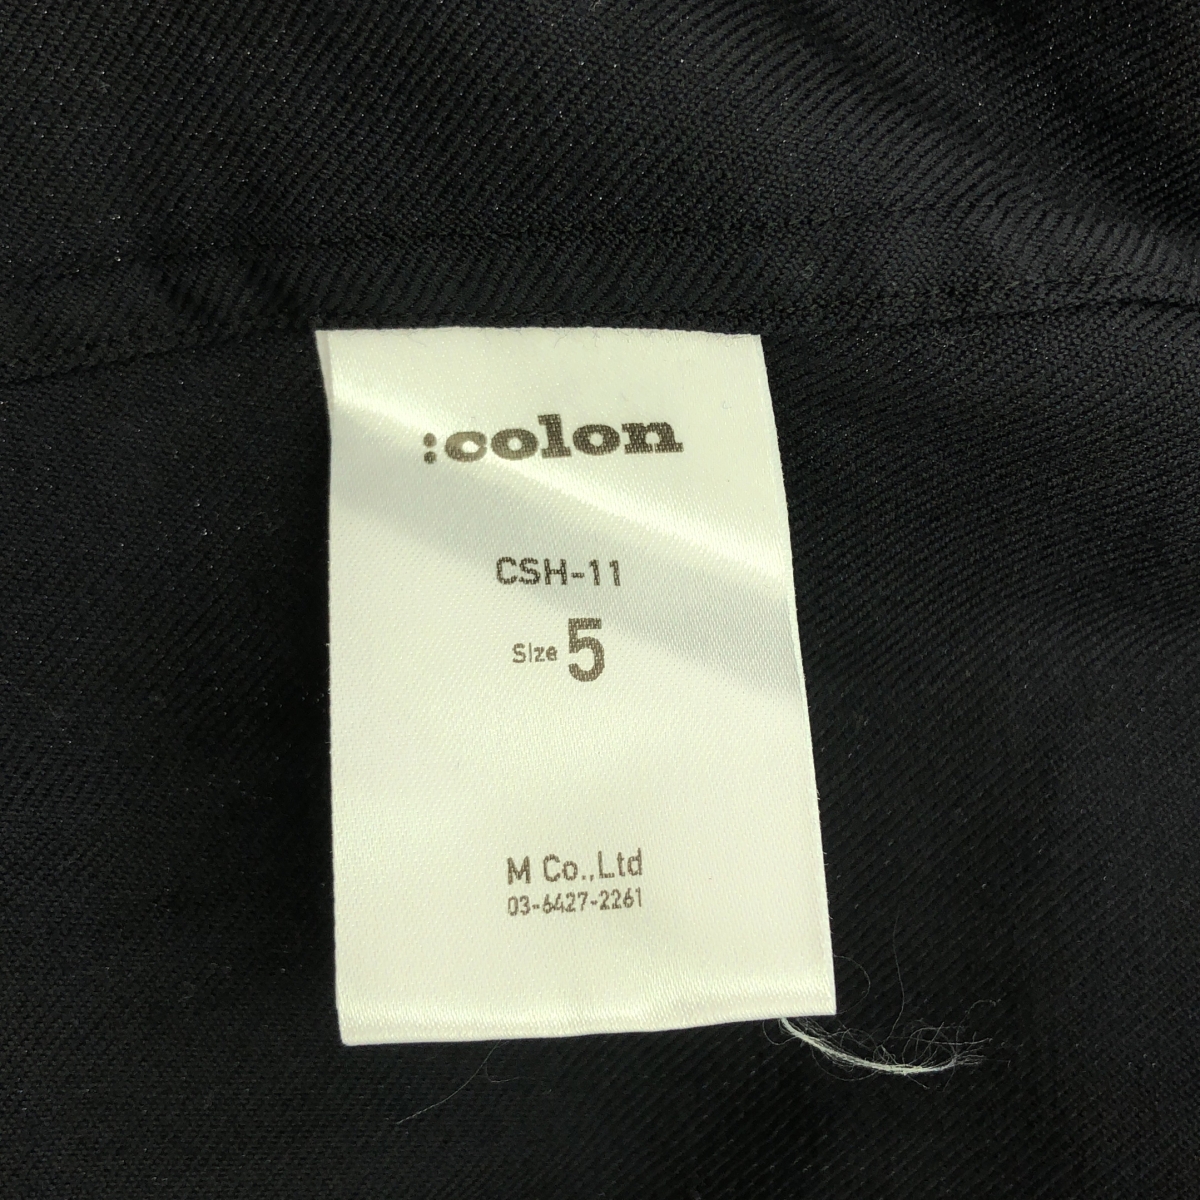 :colon
CSH-11
Size 5
M Co.,Ltd
03-6427-2261